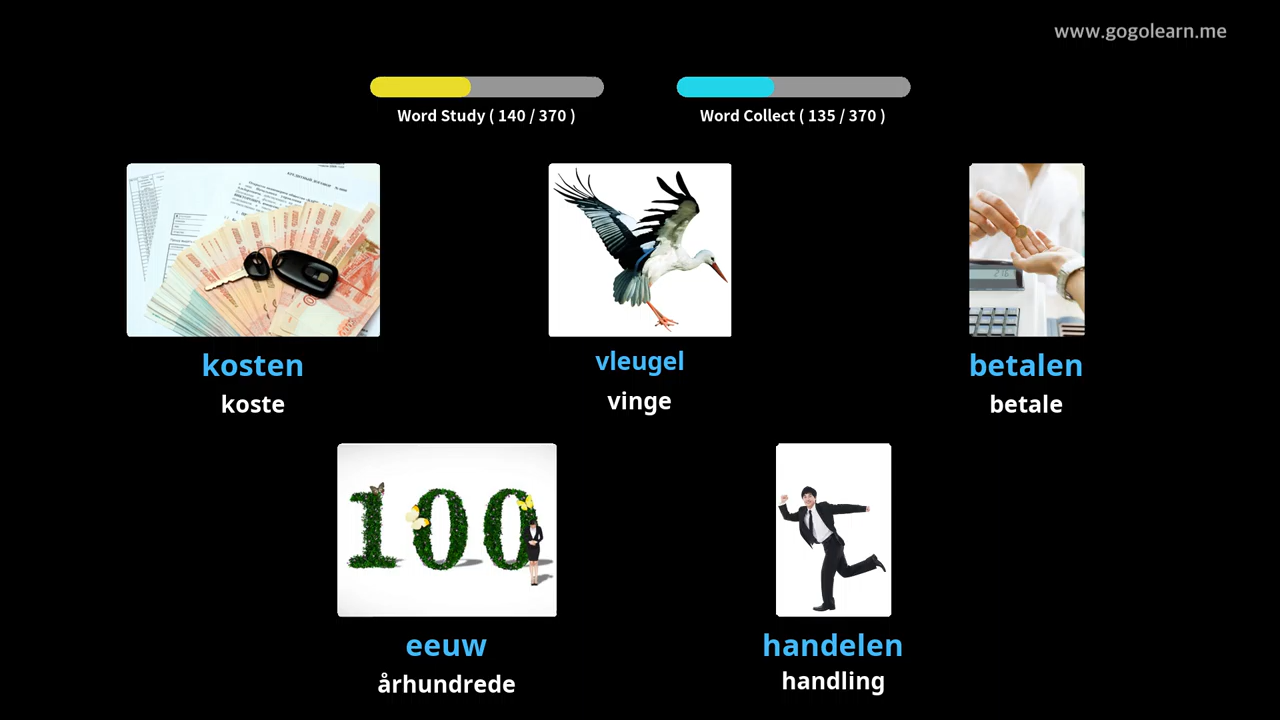 www.gogolearn.me
Word Study ( 140 / 370 )
Word Collect ( 135 / 370 )
kosten
koste
vleugel
vinge
betalen
betale
100
eeuw
århundrede
handelen
handling